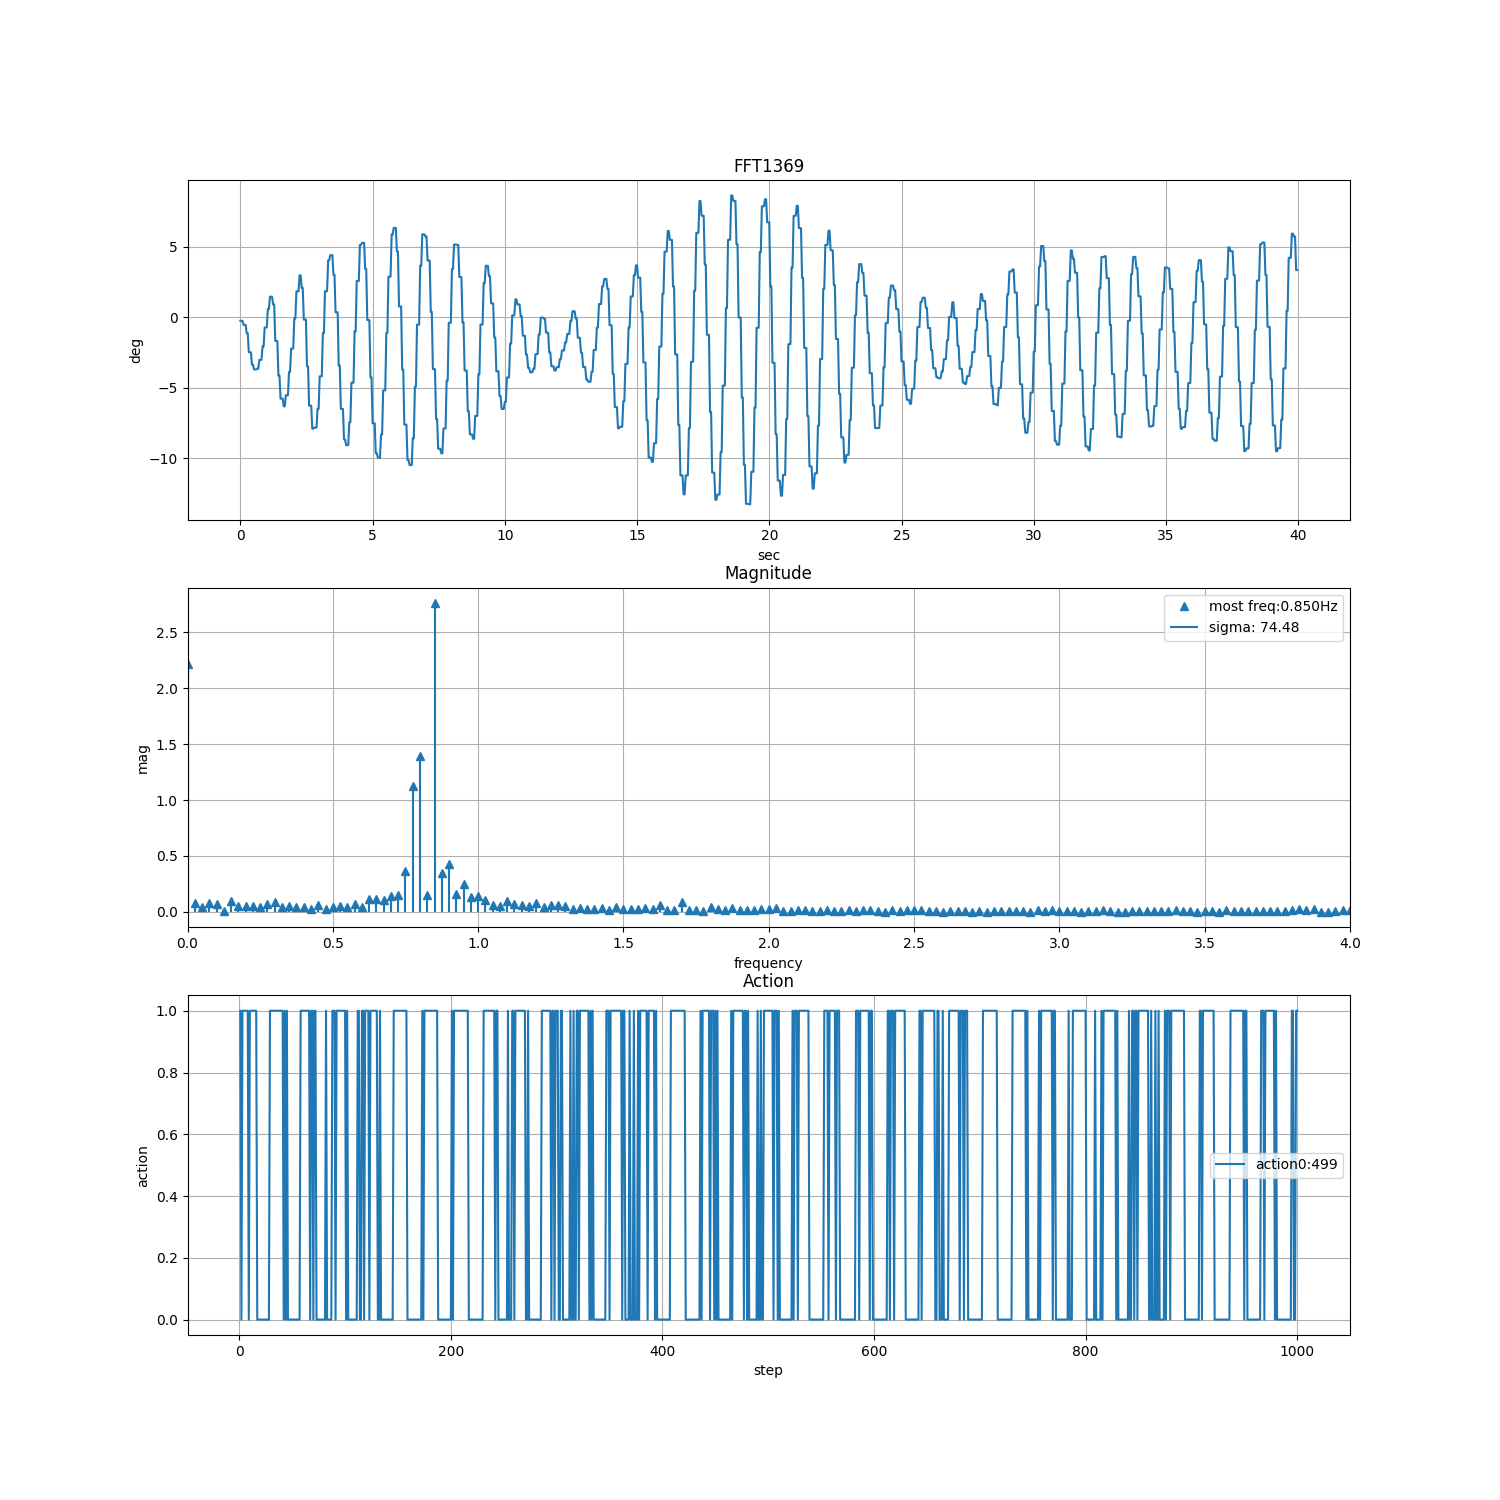 FFT1369
5
0
−5
−10
deg
0 5 10 15 20 25 30 35 40
sec
Magnitude
most freq:0.850Hz
sigma: 74.48
2.5
2.0
1.5
1.0
0.5
0.0
mag
0.0 0.5 1.0 1.5 2.0 2.5 3.0 3.5 4.0
frequency
Action
1.0
0.8
0.6
0.4
0.2
0.0
action
action0:499
0 200 400 600 800 1000
step